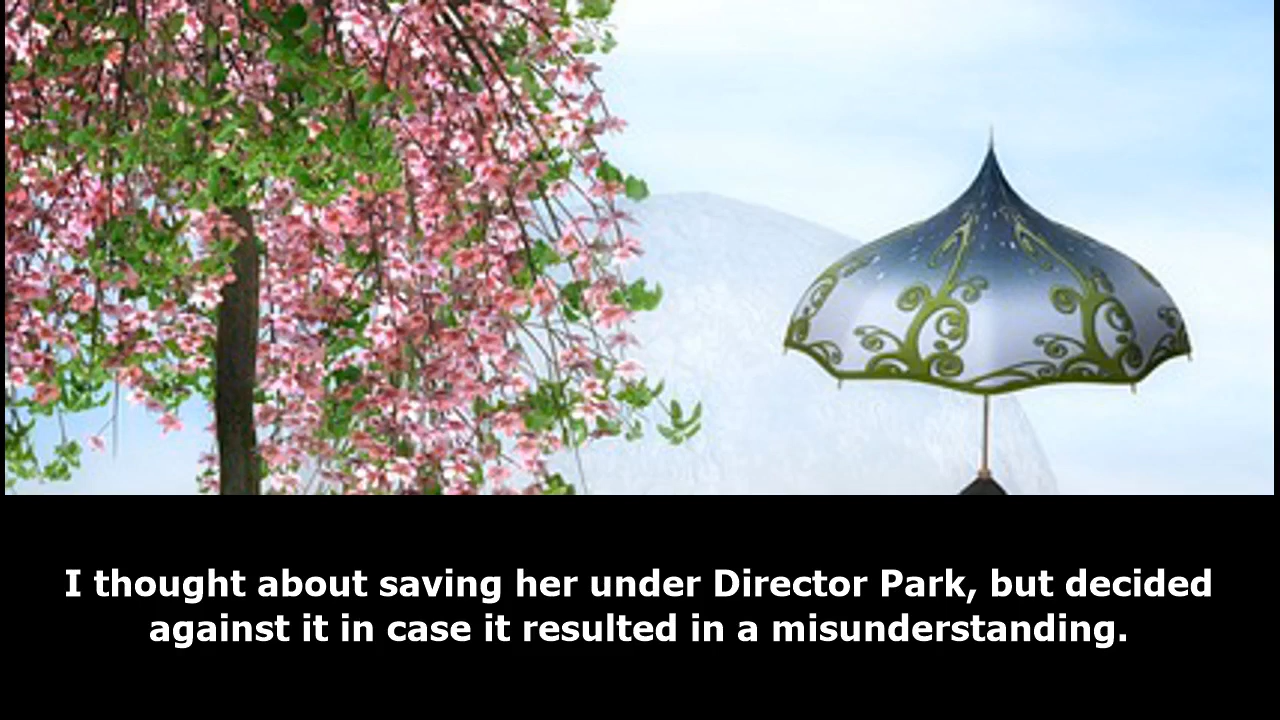 I thought about saving her under Director Park, but decided
against it in case it resulted in a misunderstanding.